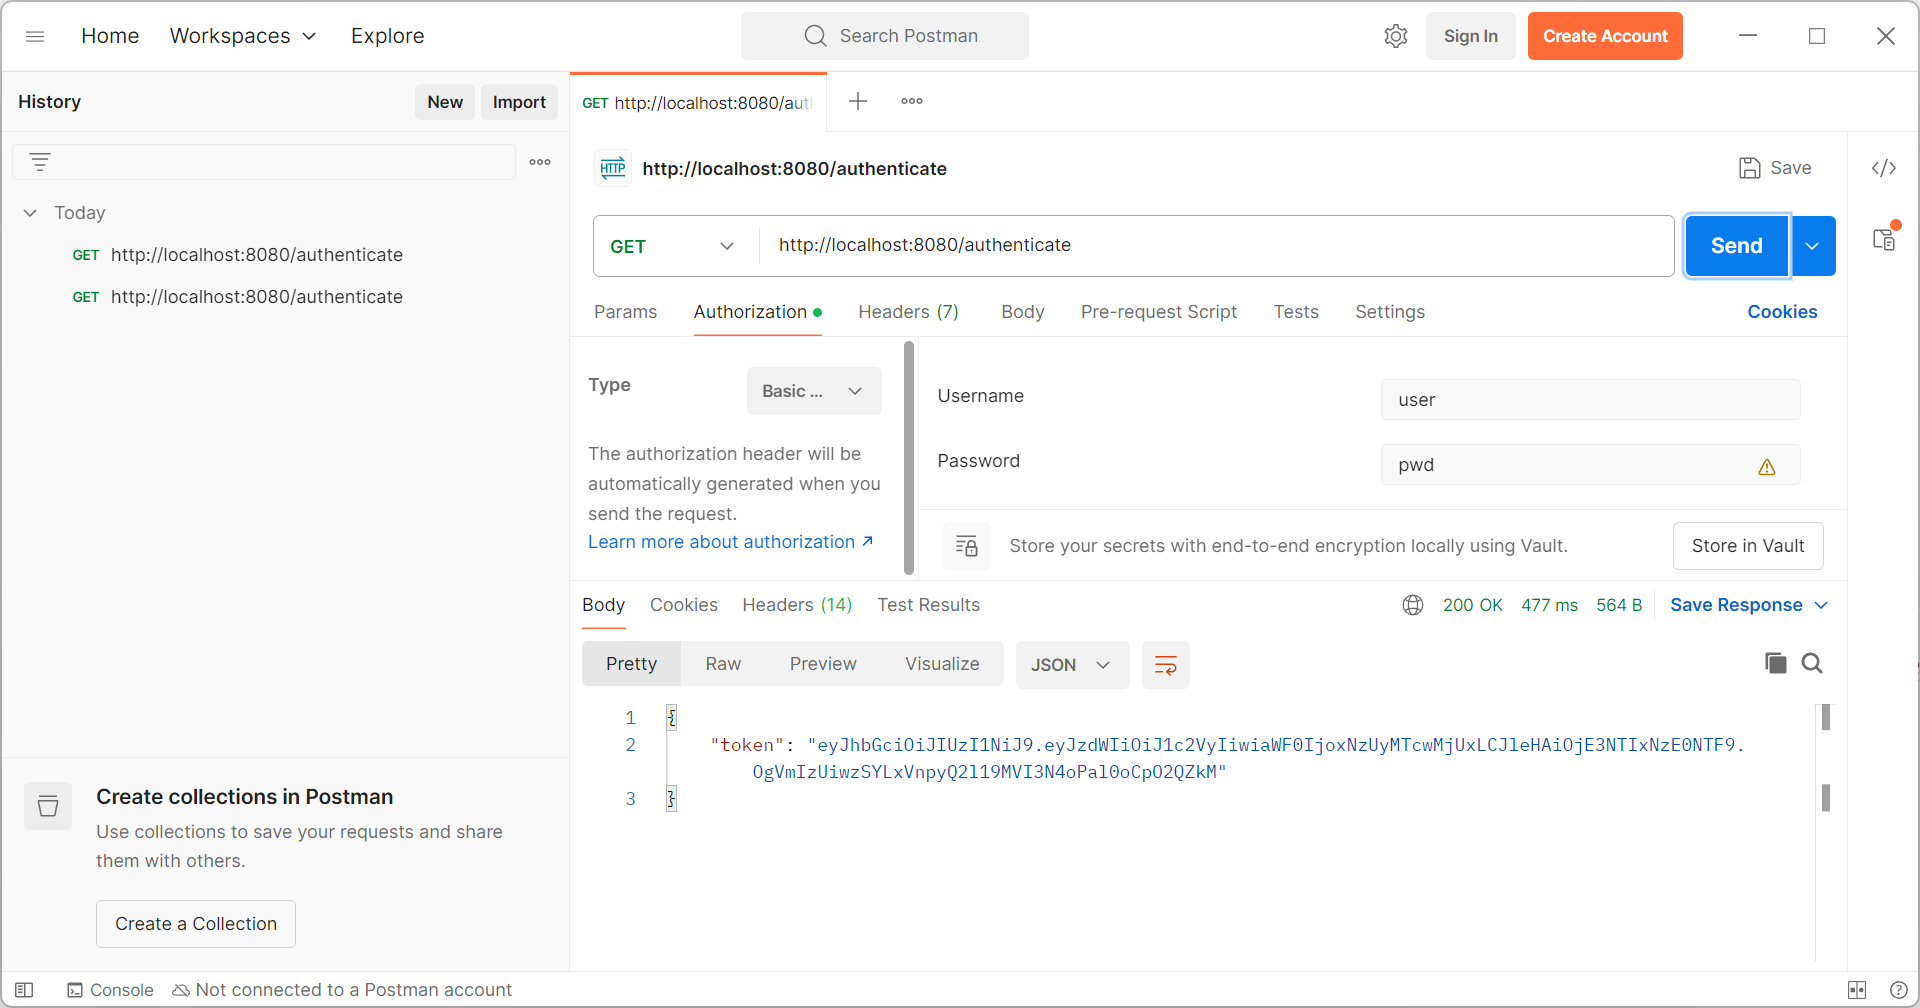 Home
Workspaces
Explore
Search Postman
Sign In
Create Account
History
New
Import
GET http://localhost:8080/aut
HTTP
http://localhost:8080/authenticate
Save
Today
GET http://localhost:8080/authenticate
GET http://localhost:8080/authenticate
GET
http://localhost:8080/authenticate
Send
Params
Authorization
Headers (7)
Body
Pre-request Script
Tests
Settings
Cookies
Type
Basic ...
The authorization header will be
automatically generated when you
send the request.
Learn more about authorization
Username
user
Password
pwd
Store your secrets with end-to-end encryption locally using Vault.
Store in Vault
Body
Cookies
Headers (14)
Test Results
200 OK
477 ms
564 B
Save Response
Pretty
Raw
Preview
Visualize
JSON
1 {
2 "token": "eyJhbGciOiJIUzI1NiJ9.eyJzdWIiOiJ1c2VyIiwiaWF0IjoxNzUyMTcwMjUxLCJleHAiOjE3NTIxNzE0NTF9.
OgVmIzUiwzSYLxVnpyQ2l19MVI3N4oPal0oCpO2QZkM"
3 }
Create collections in Postman
Use collections to save your requests and share
them with others.
Create a Collection
Console
Not connected to a Postman account